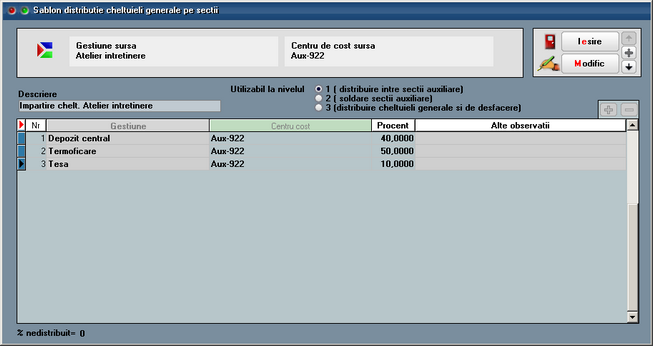 Sablon distributie cheltuieli generale pe sectii
Gestiune sursa
Atelier intretinere
Centru de cost sursa
Aux-922
Iesire
Modific
Descriere
Impartire chelt. Atelier intretinere
Utilizabil la nivelul
1 ( distribuire intre sectii auxiliare)
2 ( soldare sectii auxiliare)
3 (distribuire cheltuieli generale si de desfacere)
Nr Gestiune Centru cost Procent Alte observatii
1 Depozit central Aux-922 40,0000
2 Termoficare Aux-922 50,0000
3 Tesa Aux-922 10,0000
% nedistribuit= 0